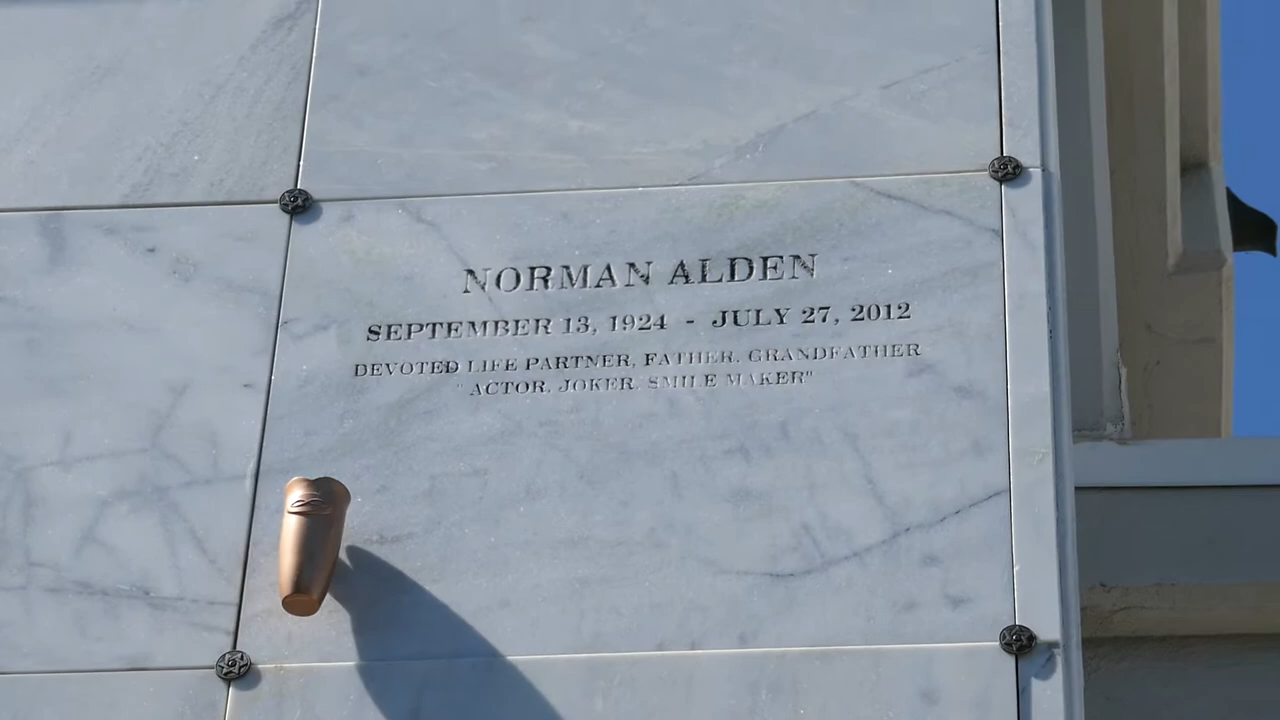 NORMAN ALDEN
SEPTEMBER 13, 1924 - JULY 27, 2012
DEVOTED LIFE PARTNER, FATHER, GRANDFATHER
"ACTOR, JOKER, SMILE MAKER"